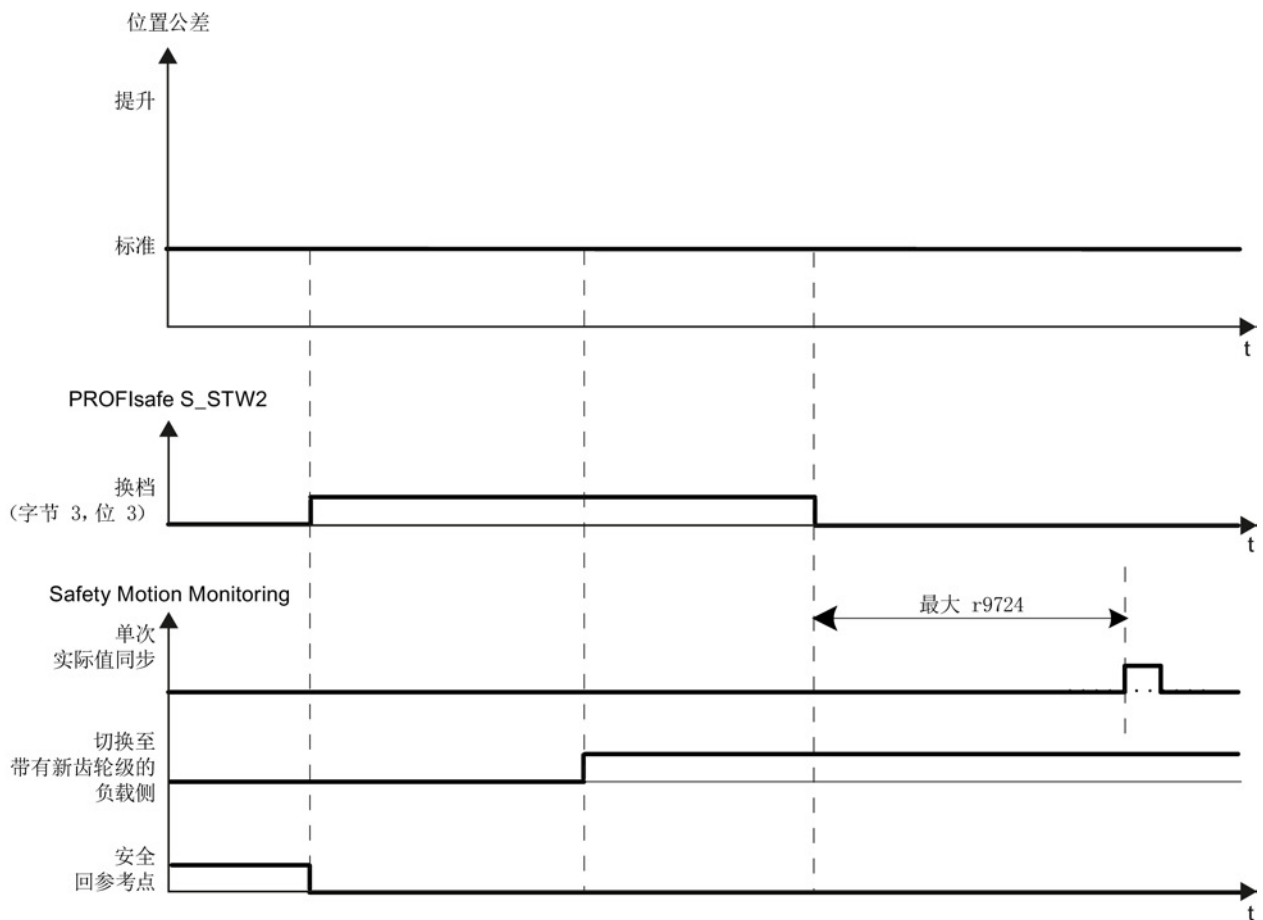 位置公差
提升
标准
t
PROFIsafe S_STW2
换档
(字节 3,位 3)
t
Safety Motion Monitoring
最大 r9724
单次
实际值同步
切换至
带有新齿轮级的
负载侧
安全
回参考点
t